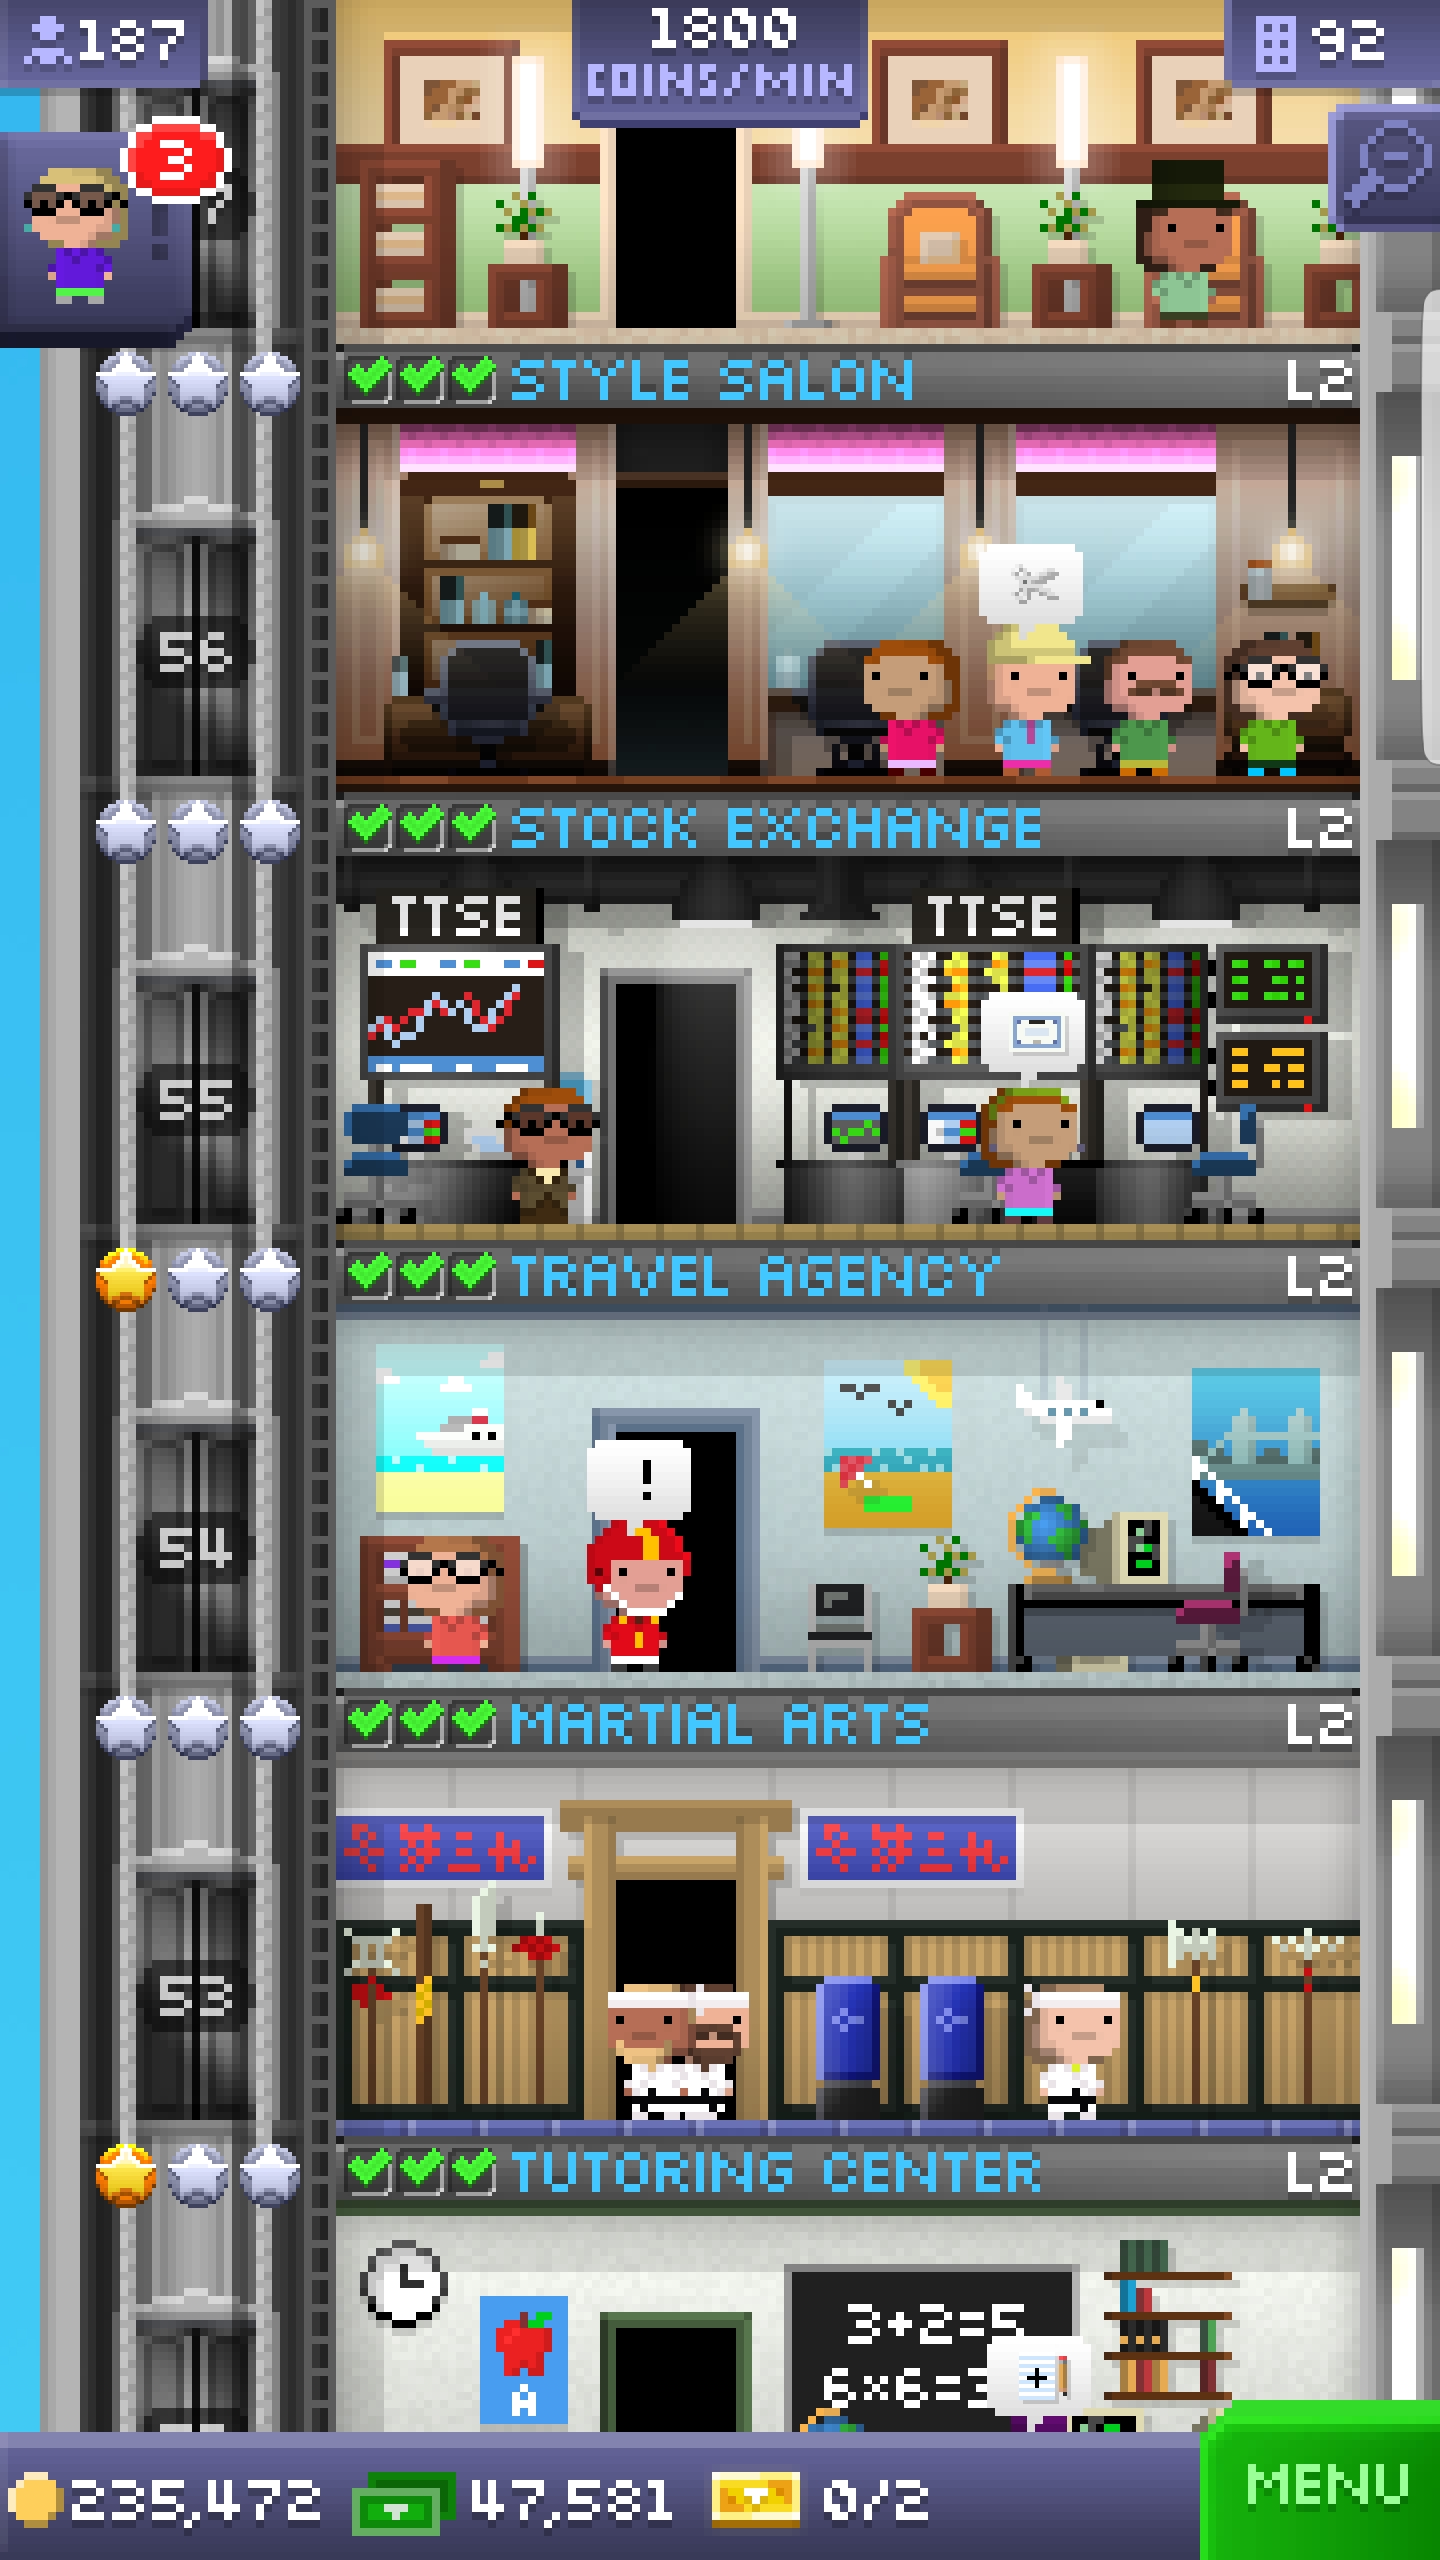 187
1800
COINS/MIN
92
3
STYLE SALON L2
56
STOCK EXCHANGE L2
TTSE TTSE
55
TRAVEL AGENCY L2
!
54
MARTIAL ARTS L2
53
TUTORING CENTER L2
3+2=5
6×6=3
A
235,472 47,581 0/2
MENU